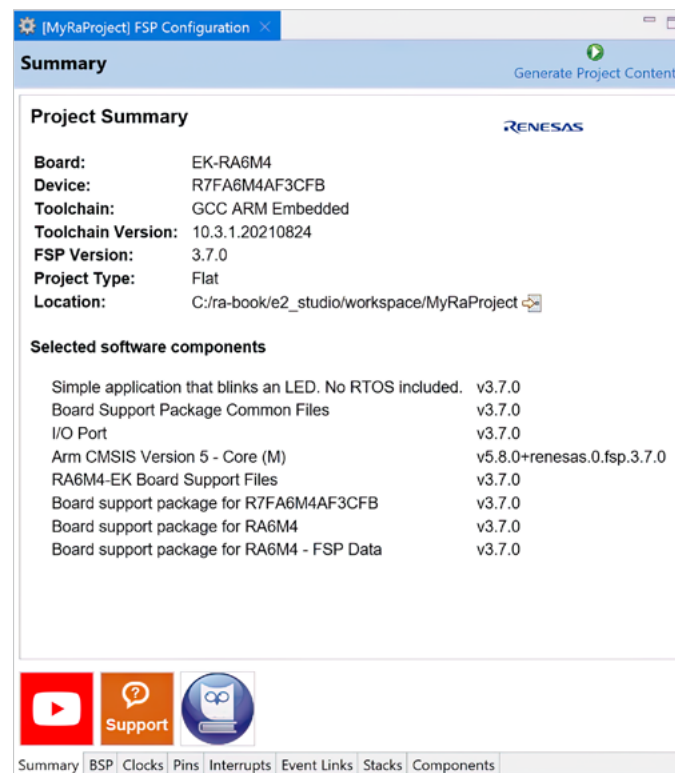 [MyRaProject] FSP Configuration
Summary
Generate Project Content
Project Summary
RENESAS
Board: EK-RA6M4
Device: R7FA6M4AF3CFB
Toolchain: GCC ARM Embedded
Toolchain Version: 10.3.1.20210824
FSP Version: 3.7.0
Project Type: Flat
Location: C:/ra-book/e2_studio/workspace/MyRaProject
Selected software components
Simple application that blinks an LED. No RTOS included. v3.7.0
Board Support Package Common Files v3.7.0
I/O Port v3.7.0
Arm CMSIS Version 5 - Core (M) v5.8.0+renesas.0.fsp.3.7.0
RA6M4-EK Board Support Files v3.7.0
Board support package for R7FA6M4AF3CFB v3.7.0
Board support package for RA6M4 v3.7.0
Board support package for RA6M4 - FSP Data v3.7.0
Support
Summary BSP Clocks Pins Interrupts Event Links Stacks Components